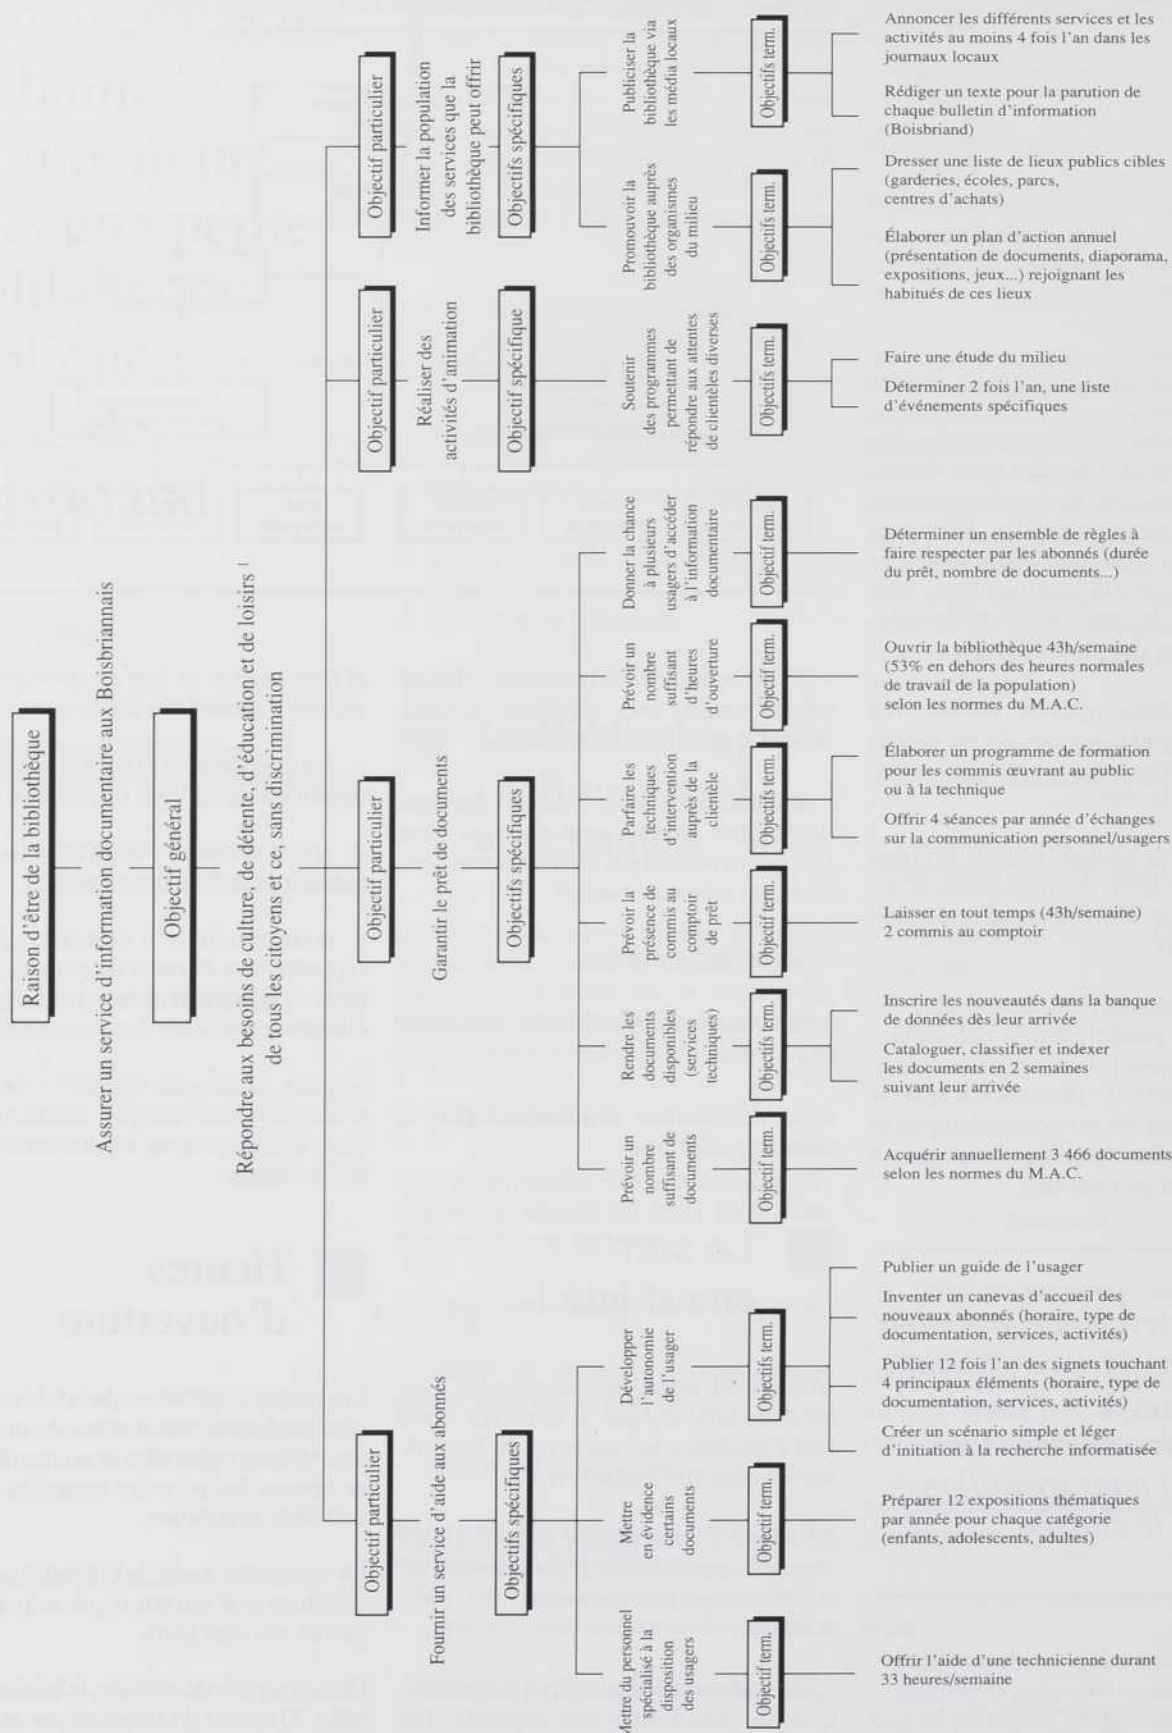 Raison d'être de la bibliothèque
Assurer un service d'information documentaire aux Boisbriannais
Objectif général
Répondre aux besoins de culture, de détente, d'éducation et de loisirs 1
de tous les citoyens et ce, sans discrimination
Objectif particulier
Fournir un service d'aide aux abonnés
Objectifs spécifiques
Mettre du personnel
spécialisé à la
disposition
des usagers
Objectif term.
Offrir l'aide d'une technicienne durant
33 heures/semaine
Mettre
en évidence
certains
documents
Objectif term.
Préparer 12 expositions thématiques
par année pour chaque catégorie
(enfants, adolescents, adultes)
Développer
l'autonomie
de l'usager
Objectifs term.
Publier un guide de l'usager
Inventer un canevas d'accueil des
nouveaux abonnés (horaire, type de
documentation, services, activités)
Publier 12 fois l'an des signets touchant
4 principaux éléments (horaire, type de
documentation, services, activités)
Créer un scénario simple et léger
d'initiation à la recherche informatisée
Objectif particulier
Garantir le prêt de documents
Objectifs spécifiques
Prévoir un
nombre
suffisant de
documents
Objectif term.
Acquérir annuellement 3 466 documents
selon les normes du M.A.C.
Rendre les
documents
disponibles
(services
techniques)
Objectifs term.
Inscrire les nouveautés dans la banque
de données dès leur arrivée
Cataloguer, classifier et indexer
les documents en 2 semaines
suivant leur arrivée
Prévoir la
présence de
commis au
comptoir
de prêt
Objectif term.
Laisser en tout temps (43h/semaine)
2 commis au comptoir
Parfaire les
techniques
d'intervention
auprès de la
clientèle
Objectifs term.
Élaborer un programme de formation
pour les commis œuvrant au public
ou à la technique
Offrir 4 séances par année d'échanges
sur la communication personnel/usagers
Prévoir un
nombre
suffisant
d'heures
d'ouverture
Objectif term.
Ouvrir la bibliothèque 43h/semaine
(53% en dehors des heures normales
de travail de la population)
selon les normes du M.A.C.
Donner la chance
à plusieurs
usagers d'accéder
à l'information
documentaire
Objectif term.
Déterminer un ensemble de règles à
faire respecter par les abonnés (durée
du prêt, nombre de documents...)
Objectif particulier
Réaliser des
activités d'animation
Objectif spécifique
Soutenir
des programmes
permettant de
répondre aux attentes
de clientèles diverses
Objectifs term.
Faire une étude du milieu
Déterminer 2 fois l'an, une liste
d'événements spécifiques
Objectif particulier
Informer la population
des services que la
bibliothèque peut offrir
Objectifs spécifiques
Promouvoir la
bibliothèque auprès
des organismes
du milieu
Objectifs term.
Dresser une liste de lieux publics cibles
(garderies, écoles, parcs,
centres d'achats)
Élaborer un plan d'action annuel
(présentation de documents, diaporama,
expositions, jeux...) rejoignant les
habitués de ces lieux
Publiciser la
bibliothèque via
les média locaux
Objectifs term.
Annoncer les différents services et les
activités au moins 4 fois l'an dans les
journaux locaux
Rédiger un texte pour la parution de
chaque bulletin d'information
(Boisbriand)
Heures
d'ouverture